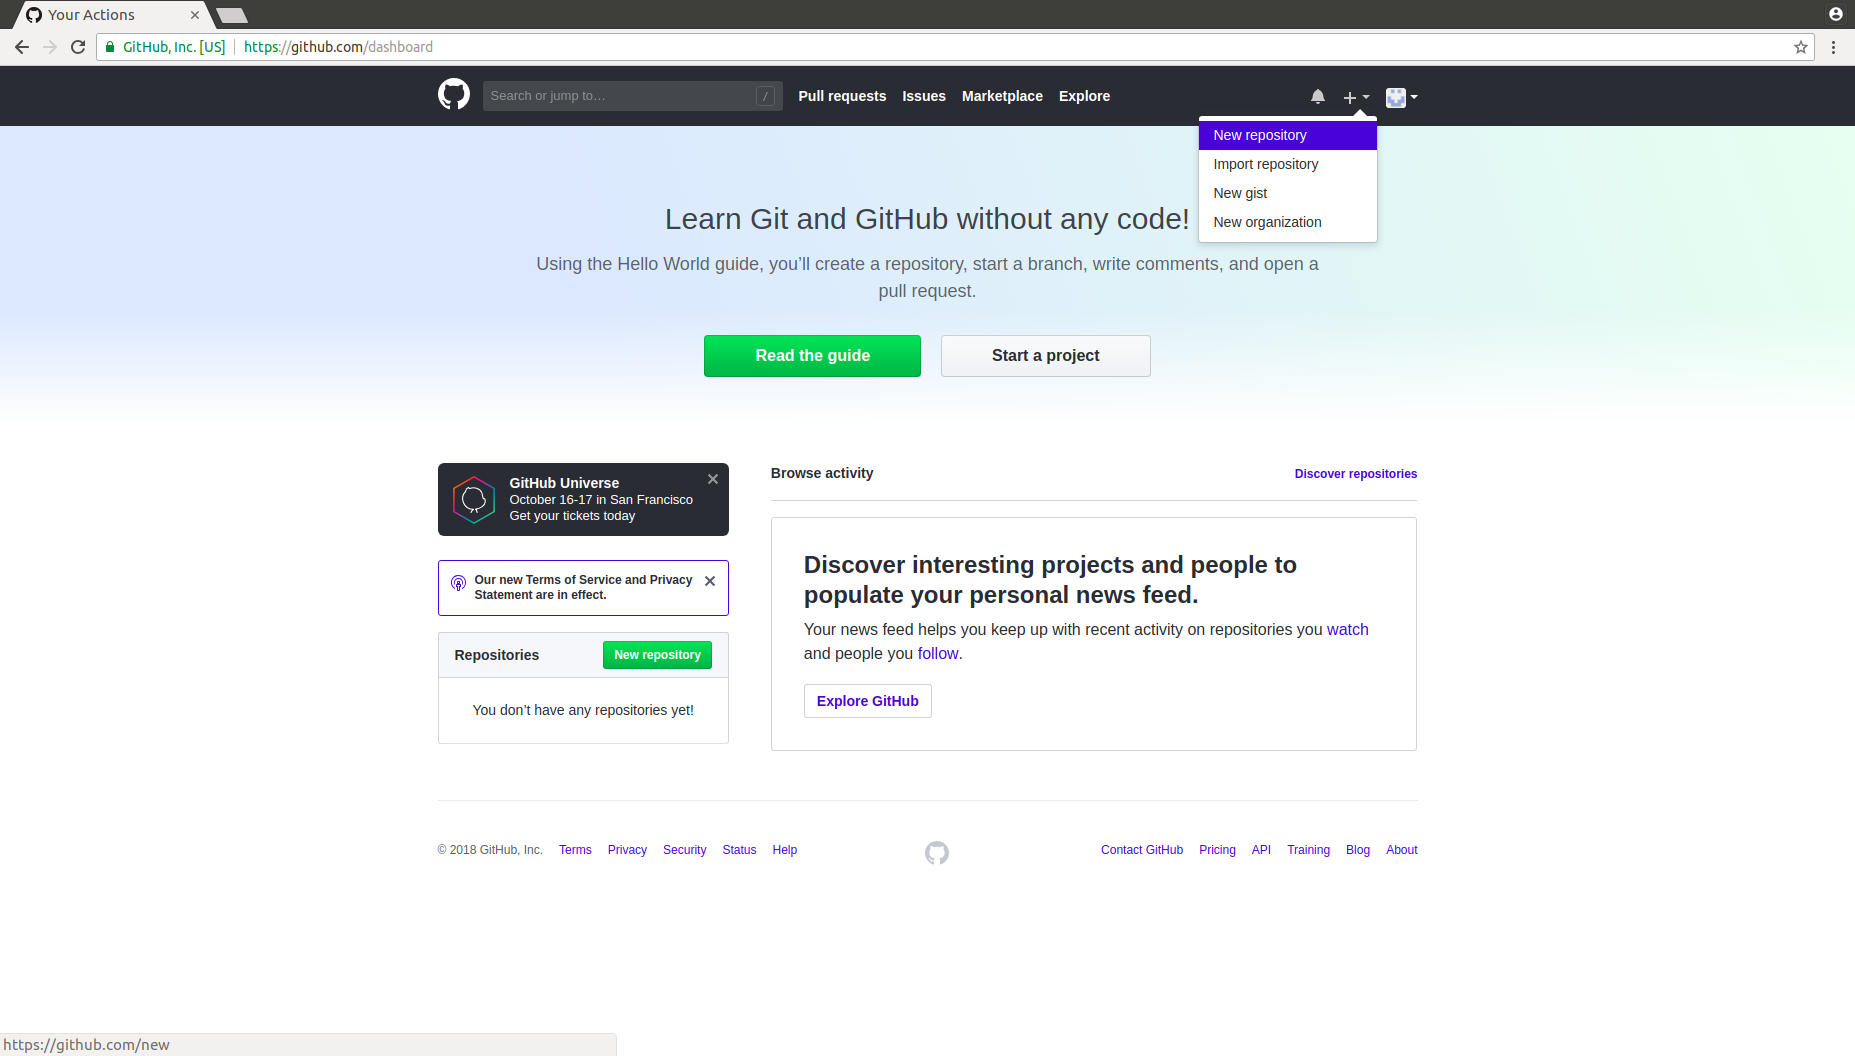 Your Actions
GitHub, Inc. [US] https://github.com/dashboard
Search or jump to… /
Pull requests Issues Marketplace Explore
New repository
Import repository
New gist
New organization
Learn Git and GitHub without any code!
Using the Hello World guide, you’ll create a repository, start a branch, write comments, and open a
pull request.
Read the guide
Start a project
GitHub Universe
October 16-17 in San Francisco
Get your tickets today
Our new Terms of Service and Privacy
Statement are in effect.
Repositories
New repository
You don’t have any repositories yet!
Browse activity
Discover repositories
Discover interesting projects and people to
populate your personal news feed.
Your news feed helps you keep up with recent activity on repositories you watch
and people you follow.
Explore GitHub
© 2018 GitHub, Inc. Terms Privacy Security Status Help
Contact GitHub Pricing API Training Blog About
https://github.com/new